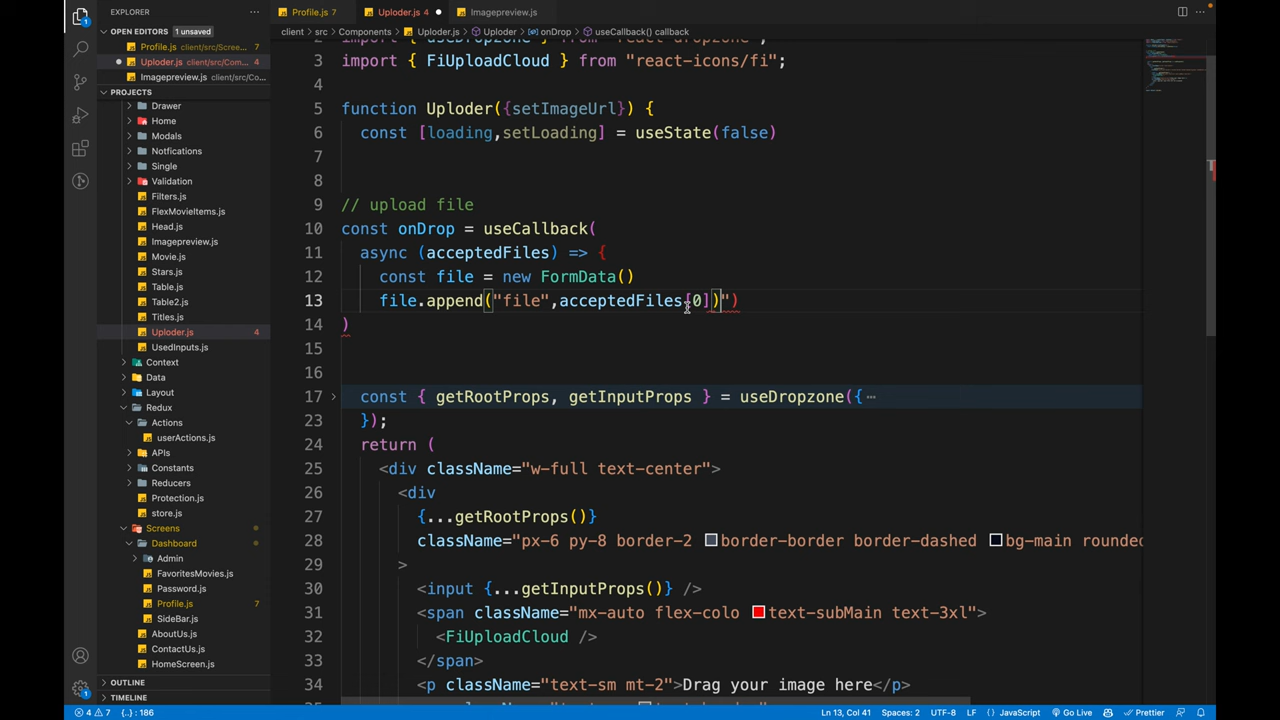 EXPLORER
Profile.js 7
Uploder.js 4
Imagepreview.js
OPEN EDITORS 1 unsaved
client > src > Components > Uploder.js > Uploder > onDrop > useCallback() callback
Profile.js client/src/Scree... 7
Uploder.js client/src/Com... 4
Imagepreview.js client/src/Co...
PROJECTS
Drawer
Home
Modals
Notfications
Single
Validation
Filters.js
FlexMovieItems.js
Head.js
Imagepreview.js
Movie.js
Stars.js
Table.js
Table2.js
Titles.js
Uploder.js 4
UsedInputs.js
Context
Data
Layout
Redux
Actions
userActions.js
APIs
Constants
Reducers
Protection.js
store.js
Screens
Dashboard
Admin
FavoritesMovies.js
Password.js
Profile.js 7
SideBar.js
AboutUs.js
ContactUs.js
HomeScreen.js
OUTLINE
TIMELINE
2 import { useDropzone } from "react-dropzone";
3 import { FiUploadCloud } from "react-icons/fi";
4
5 function Uploder({setImageUrl}) {
6 const [loading,setLoading] = useState(false)
7
8
9 // upload file
10 const onDrop = useCallback(
11 async (acceptedFiles) => {
12 const file = new FormData()
13 file.append("file",acceptedFiles[0])")
14 )
15
16
17 const { getRootProps, getInputProps } = useDropzone({ ⋯
23 });
24 return (
25 <div className="w-full text-center">
26 <div
27 {...getRootProps()}
28 className="px-6 py-8 border-2 border-border border-dashed bg-main rounded
29 >
30 <input {...getInputProps()} />
31 <span className="mx-auto flex-colo text-subMain text-3xl">
32 <FiUploadCloud />
33 </span>
34 <p className="text-sm mt-2">Drag your image here</p>
4 7 {..}: 186
Ln 13, Col 41 Spaces: 2 UTF-8 LF JavaScript Go Live Prettier